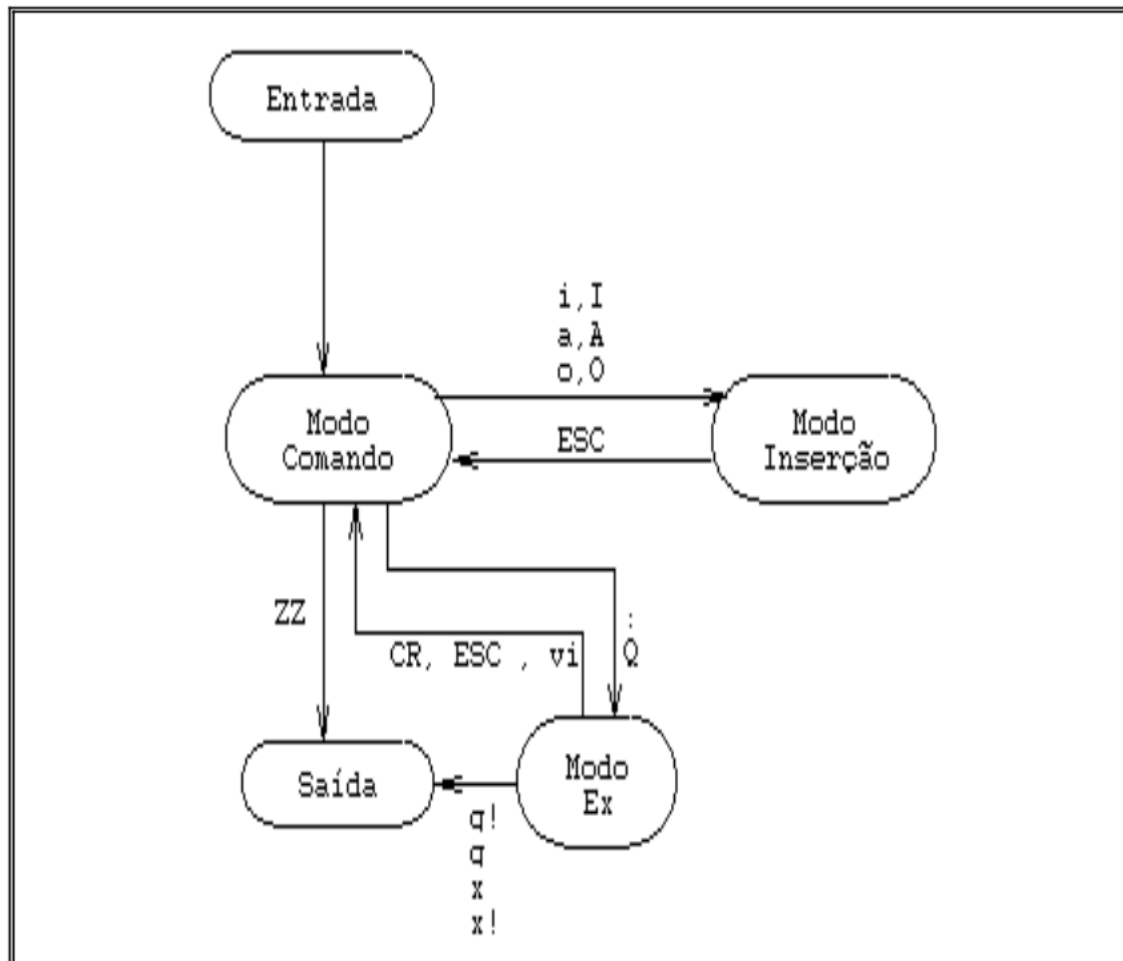 Entrada
i,I
a,A
o,O
Modo
Comando
ESC
Modo
Inserção
ZZ
CR, ESC , vi
:
Q
Saída
Modo
Ex
q!
q
x
x!